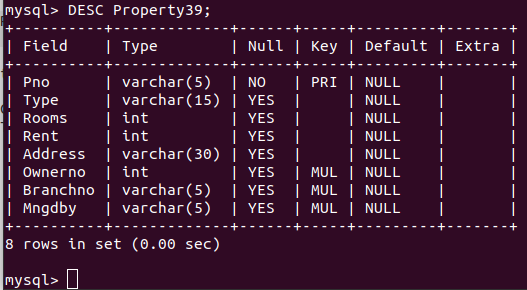 mysql> DESC Property39;
+----------+-------------+------+-----+---------+-------+
| Field    | Type        | Null | Key | Default | Extra |
+----------+-------------+------+-----+---------+-------+
| Pno      | varchar(5)  | NO   | PRI | NULL    |       |
| Type     | varchar(15) | YES  |     | NULL    |       |
| Rooms    | int         | YES  |     | NULL    |       |
| Rent     | int         | YES  |     | NULL    |       |
| Address  | varchar(30) | YES  |     | NULL    |       |
| Ownerno  | int         | YES  | MUL | NULL    |       |
| Branchno | varchar(5)  | YES  | MUL | NULL    |       |
| Mngdby   | varchar(5)  | YES  | MUL | NULL    |       |
+----------+-------------+------+-----+---------+-------+
8 rows in set (0.00 sec)
mysql>